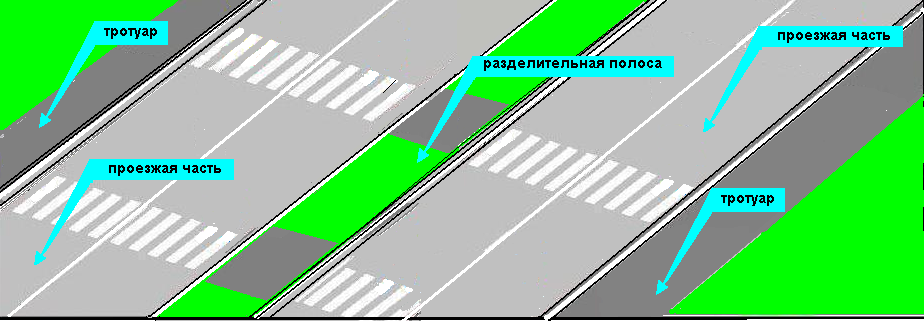 тротуар
проезжая часть
разделительная полоса
проезжая часть
тротуар